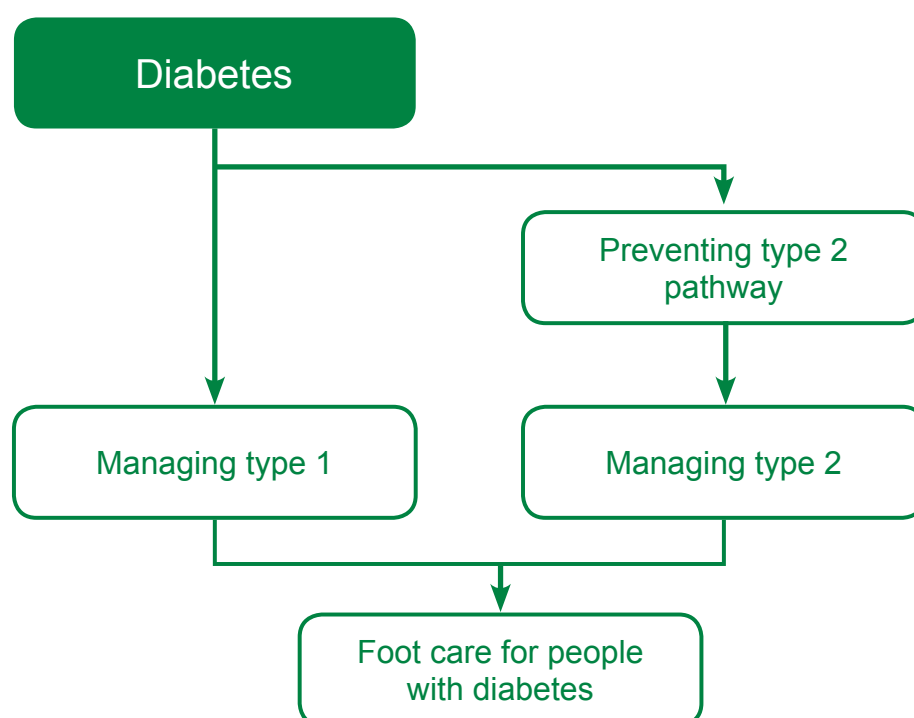 Diabetes
Preventing type 2
pathway
Managing type 1
Managing type 2
Foot care for people
with diabetes